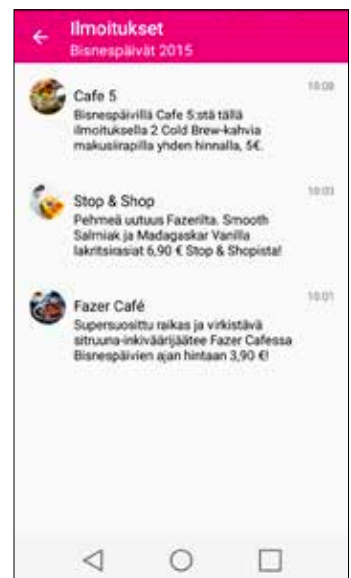 Ilmoitukset
Bisnespäivät 2015
Cafe 5
10:08
Bisnespäivillä Cafe 5:stä tällä
ilmoituksella 2 Cold Brew-kahvia
makusiirapilla yhden hinnalla, 5€.
Stop & Shop
10:03
Pehmeä uutuus Fazerilta. Smooth
Salmiak ja Madagaskar Vanilla
lakritsirasiat 6,90 € Stop & Shopista!
Fazer Café
10:01
Supersuosittu raikas ja virkistävä
sitruuna-inkiväärijäätee Fazer Cafessa
Bisnespäivien ajan hintaan 3,90 €!